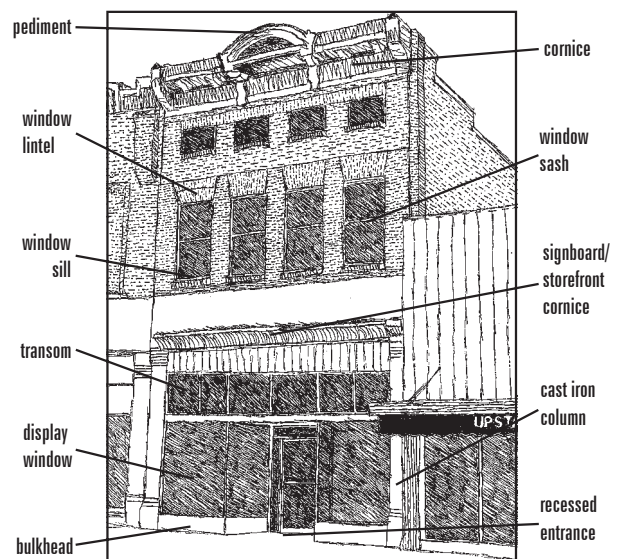 pediment
cornice
window
lintel
window
sash
window
sill
signboard/
storefront
cornice
transom
cast iron
column
UPST
display
window
recessed
entrance
bulkhead